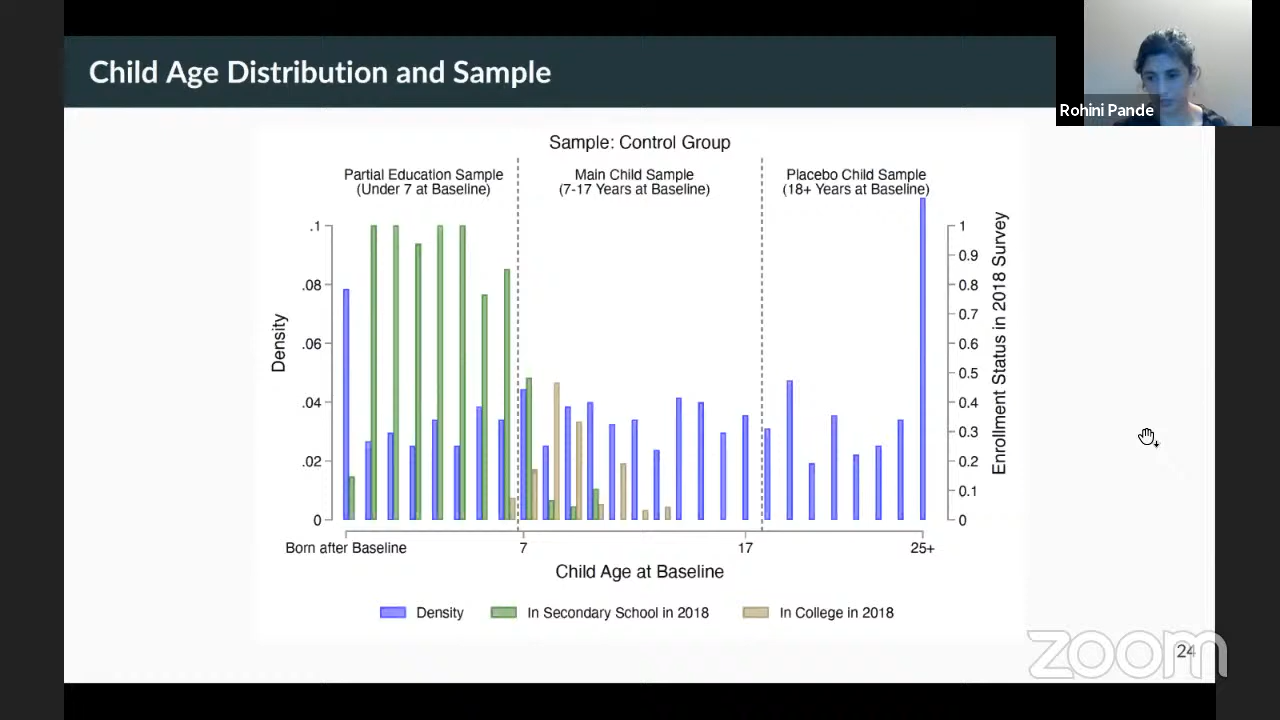 Child Age Distribution and Sample
Rohini Pande
Sample: Control Group
Partial Education Sample
(Under 7 at Baseline)
Main Child Sample
(7-17 Years at Baseline)
Placebo Child Sample
(18+ Years at Baseline)
Density
.1
.08
.06
.04
.02
0
1
0.9
0.8
0.7
0.6
0.5
0.4
0.3
0.2
0.1
0
Enrollment Status in 2018 Survey
Born after Baseline
7
17
25+
Child Age at Baseline
Density
In Secondary School in 2018
In College in 2018
zoom
24